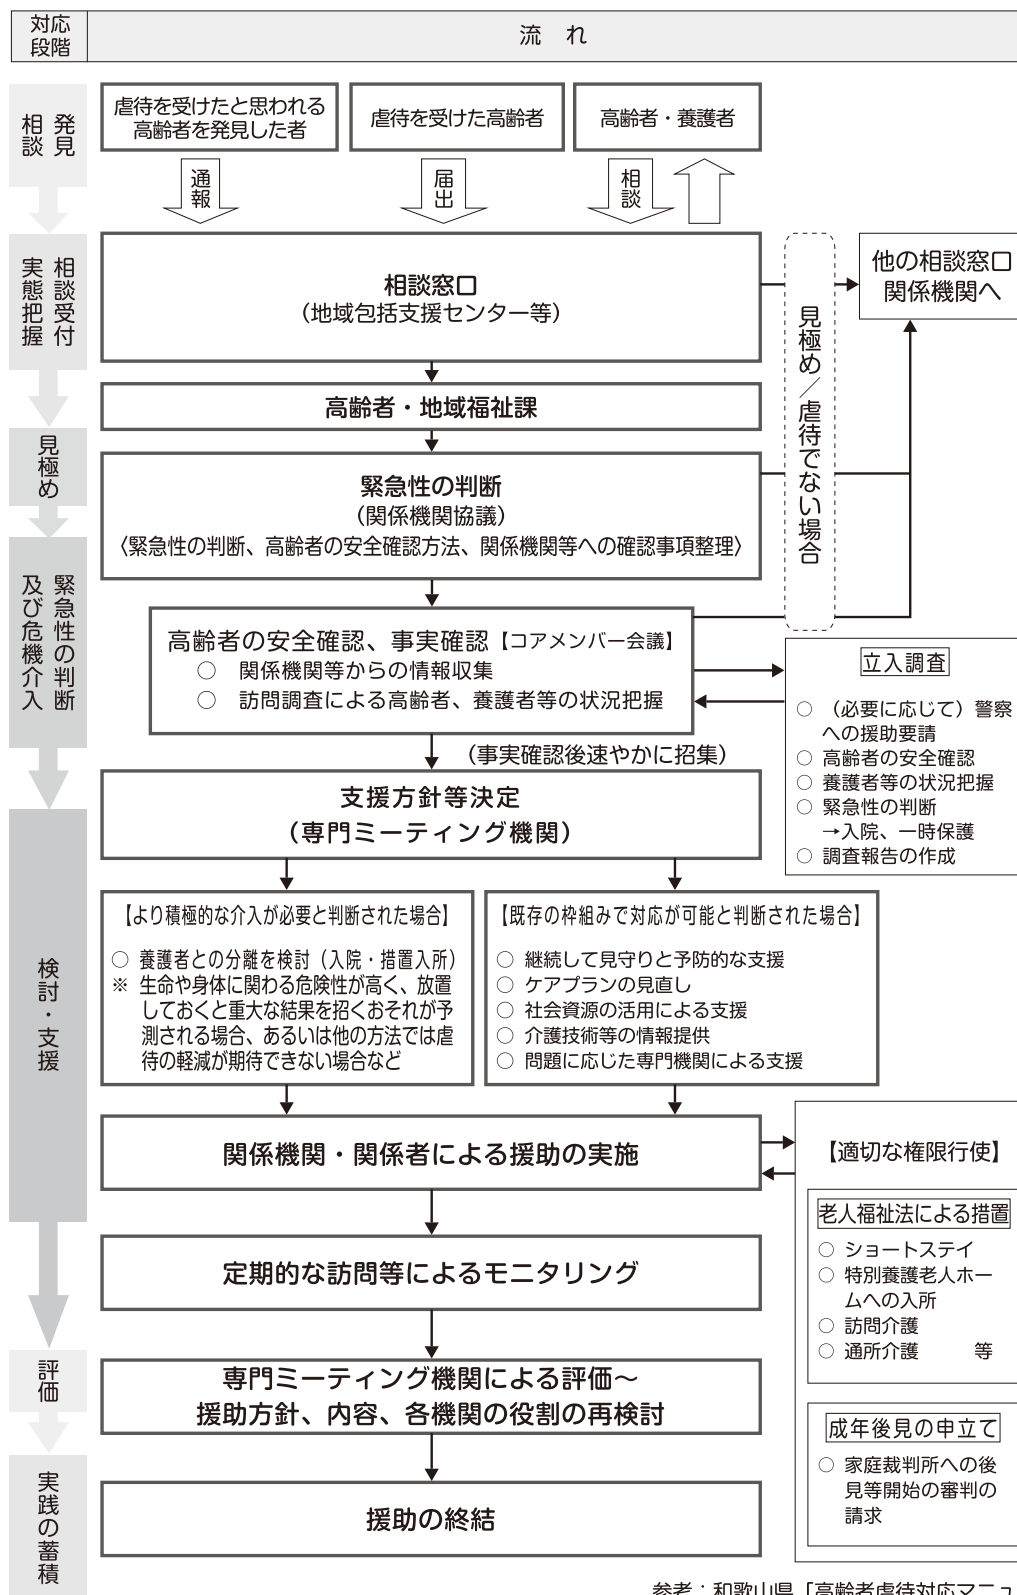 対応
段階
流　れ
発見
相談
虐待を受けたと思われる
高齢者を発見した者
虐待を受けた高齢者
高齢者・養護者
通報
届出
相談
相談受付
実態把握
相談窓口
（地域包括支援センター等）
見極め／虐待でない場合
他の相談窓口
関係機関へ
高齢者・地域福祉課
見極め
緊急性の判断
（関係機関協議）
〈緊急性の判断、高齢者の安全確認方法、関係機関等への確認事項整理〉
緊急性の判断
及び危機介入
高齢者の安全確認、事実確認【コアメンバー会議】
○　関係機関等からの情報収集
○　訪問調査による高齢者、養護者等の状況把握
立入調査
○　（必要に応じて）警察
への援助要請
○　高齢者の安全確認
○　養護者等の状況把握
○　緊急性の判断
→入院、一時保護
○　調査報告の作成
（事実確認後速やかに招集）
支援方針等決定
（専門ミーティング機関）
検討・支援
【より積極的な介入が必要と判断された場合】
○　養護者との分離を検討（入院・措置入所）
※　生命や身体に関わる危険性が高く、放置
しておくと重大な結果を招くおそれが予
測される場合、あるいは他の方法では虐
待の軽減が期待できない場合など
【既存の枠組みで対応が可能と判断された場合】
○　継続して見守りと予防的な支援
○　ケアプランの見直し
○　社会資源の活用による支援
○　介護技術等の情報提供
○　問題に応じた専門機関による支援
関係機関・関係者による援助の実施
【適切な権限行使】
老人福祉法による措置
○　ショートステイ
○　特別養護老人ホー
ムへの入所
○　訪問介護
○　通所介護　　　等
定期的な訪問等によるモニタリング
評価
専門ミーティング機関による評価～
援助方針、内容、各機関の役割の再検討
成年後見の申立て
○　家庭裁判所への後
見等開始の審判の
請求
実践の蓄積
援助の終結
参考：和歌山県「高齢者虐待対応マニュ